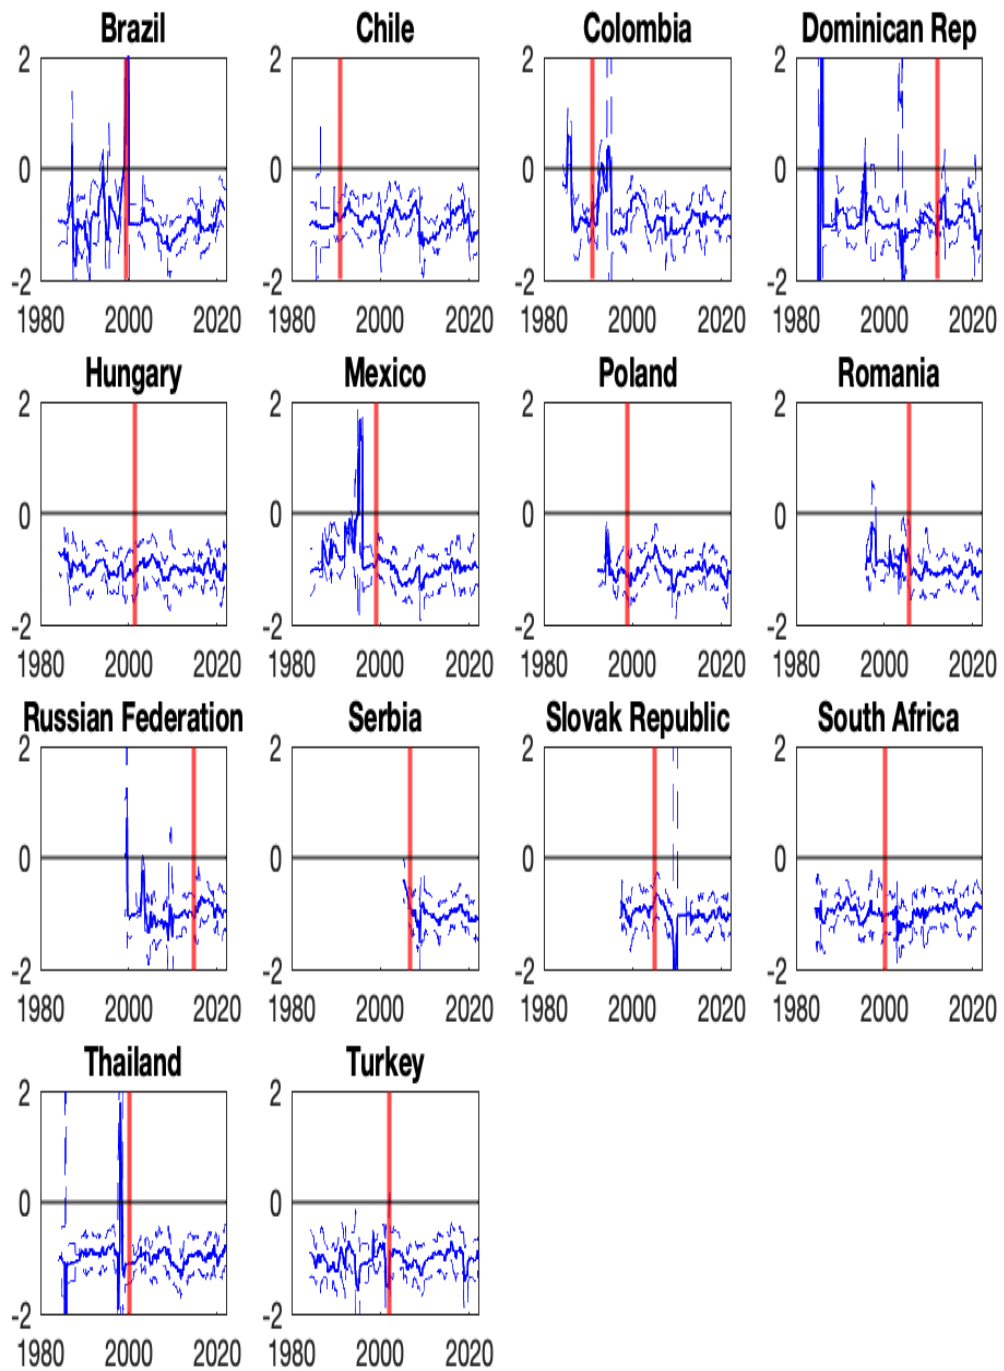 Brazil Chile Colombia Dominican Rep
2 2 2 2
0 0 0 0
-2 -2 -2 -2
1980 2000 2020 1980 2000 2020 1980 2000 2020 1980 2000 2020
Hungary Mexico Poland Romania
2 2 2 2
0 0 0 0
-2 -2 -2 -2
1980 2000 2020 1980 2000 2020 1980 2000 2020 1980 2000 2020
Russian Federation Serbia Slovak Republic South Africa
2 2 2 2
0 0 0 0
-2 -2 -2 -2
1980 2000 2020 1980 2000 2020 1980 2000 2020 1980 2000 2020
Thailand Turkey
2 2
0 0
-2 -2
1980 2000 2020 1980 2000 2020